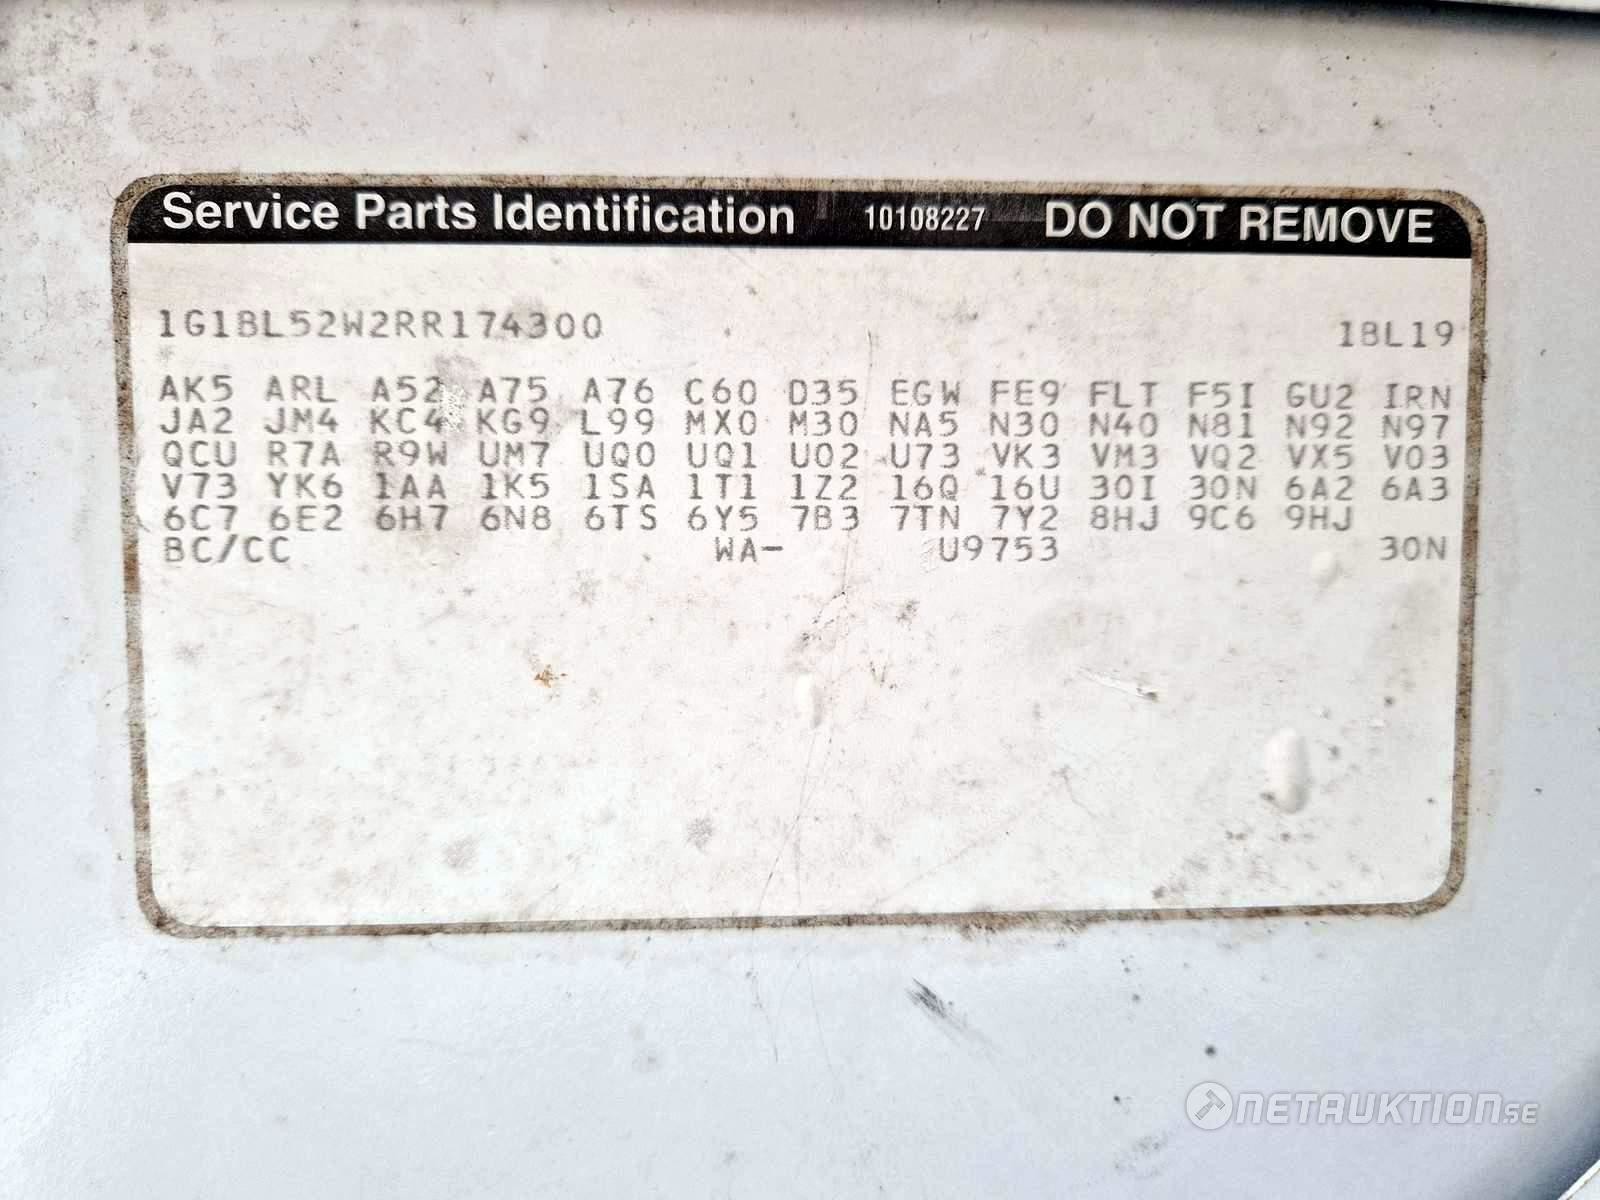 Service Parts Identification 10108227 DO NOT REMOVE
1G1BL52W2RR174300 1BL19
AK5 ARL A52 A75 A76 C60 D35 EGW FE9 FLT F5I GU2 IRN
JA2 JM4 KC4 KG9 L99 MX0 M30 NA5 N30 N40 N81 N92 N97
QCU R7A R9W UM7 UQ0 UQ1 U02 U73 VK3 VM3 VQ2 VX5 V03
V73 YK6 1AA 1K5 1SA 1T1 1Z2 16Q 16U 30I 30N 6A2 6A3
6C7 6E2 6H7 6N8 6TS 6Y5 7B3 7TN 7Y2 8HJ 9C6 9HJ
BC/CC WA- U9753 30N
NETAUKTION.SE